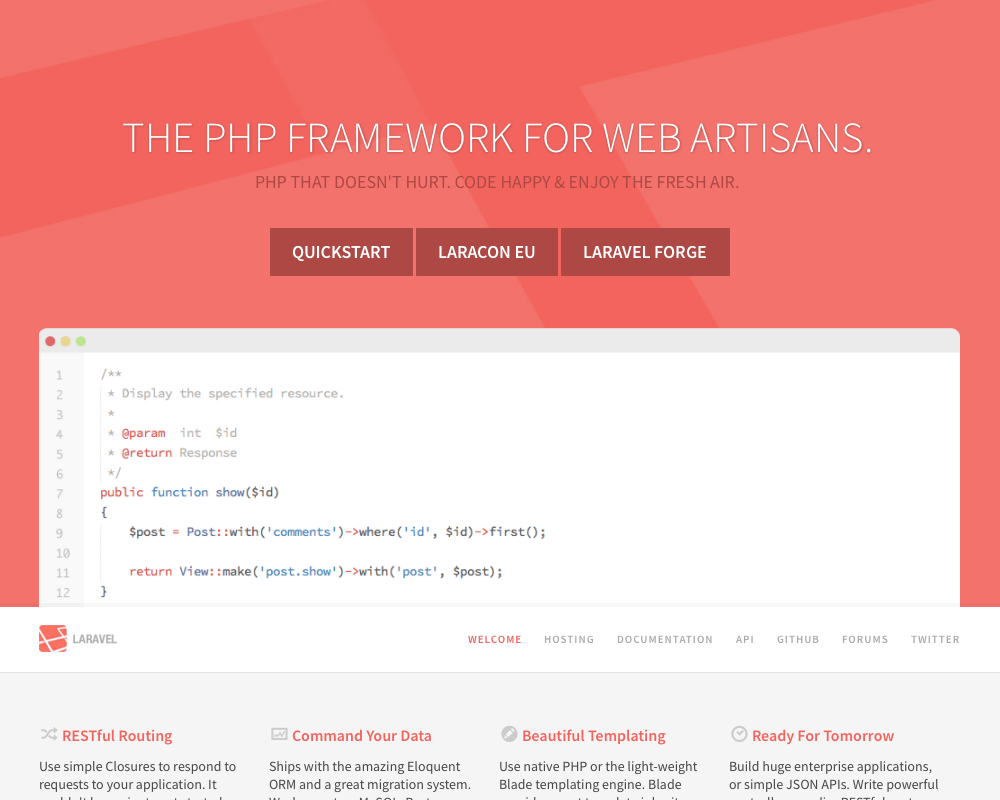 THE PHP FRAMEWORK FOR WEB ARTISANS.
PHP THAT DOESN'T HURT. CODE HAPPY & ENJOY THE FRESH AIR.
QUICKSTART LARACON EU LARAVEL FORGE
1 /**
2 * Display the specified resource.
3 *
4 * @param int $id
5 * @return Response
6 */
7 public function show($id)
8 {
9 $post = Post::with('comments')->where('id', $id)->first();
10
11 return View::make('post.show')->with('post', $post);
12 }
LARAVEL
WELCOME HOSTING DOCUMENTATION API GITHUB FORUMS TWITTER
RESTful Routing
Use simple Closures to respond to
requests to your application. It
Command Your Data
Ships with the amazing Eloquent
ORM and a great migration system.
Beautiful Templating
Use native PHP or the light-weight
Blade templating engine. Blade
Ready For Tomorrow
Build huge enterprise applications,
or simple JSON APIs. Write powerful